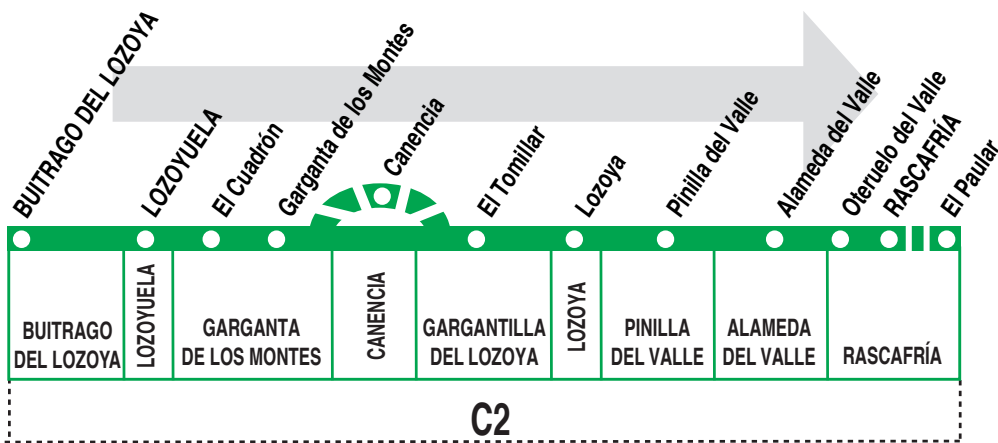 BUITRAGO DEL LOZOYA
LOZOYUELA
El Cuadrón
Garganta de los Montes
Canencia
El Tomillar
Lozoya
Pinilla del Valle
Alameda del Valle
Oteruelo del Valle
RASCAFRÍA
El Paular
BUITRAGO
DEL LOZOYA
LOZOYUELA
GARGANTA
DE LOS MONTES
CANENCIA
GARGANTILLA
DEL LOZOYA
LOZOYA
PINILLA
DEL VALLE
ALAMEDA
DEL VALLE
RASCAFRÍA
C2